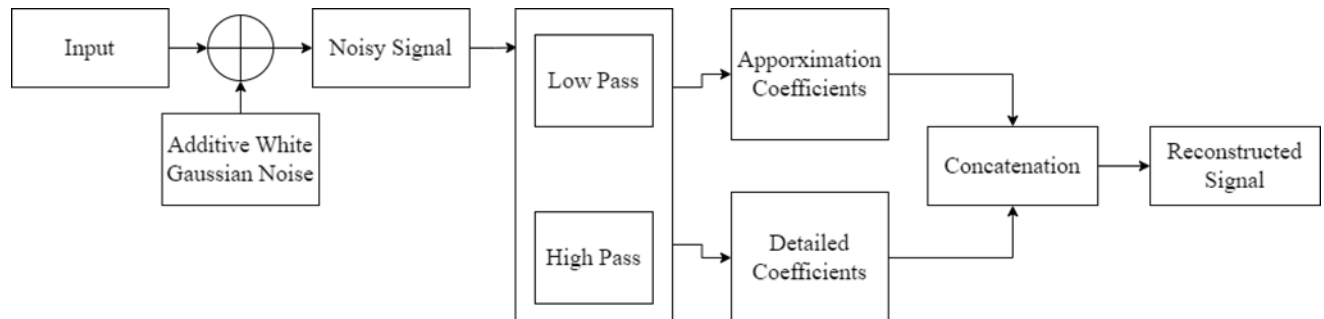 Input
Noisy Signal
Additive White
Gaussian Noise
Low Pass
High Pass
Apporximation
Coefficients
Detailed
Coefficients
Concatenation
Reconstructed
Signal